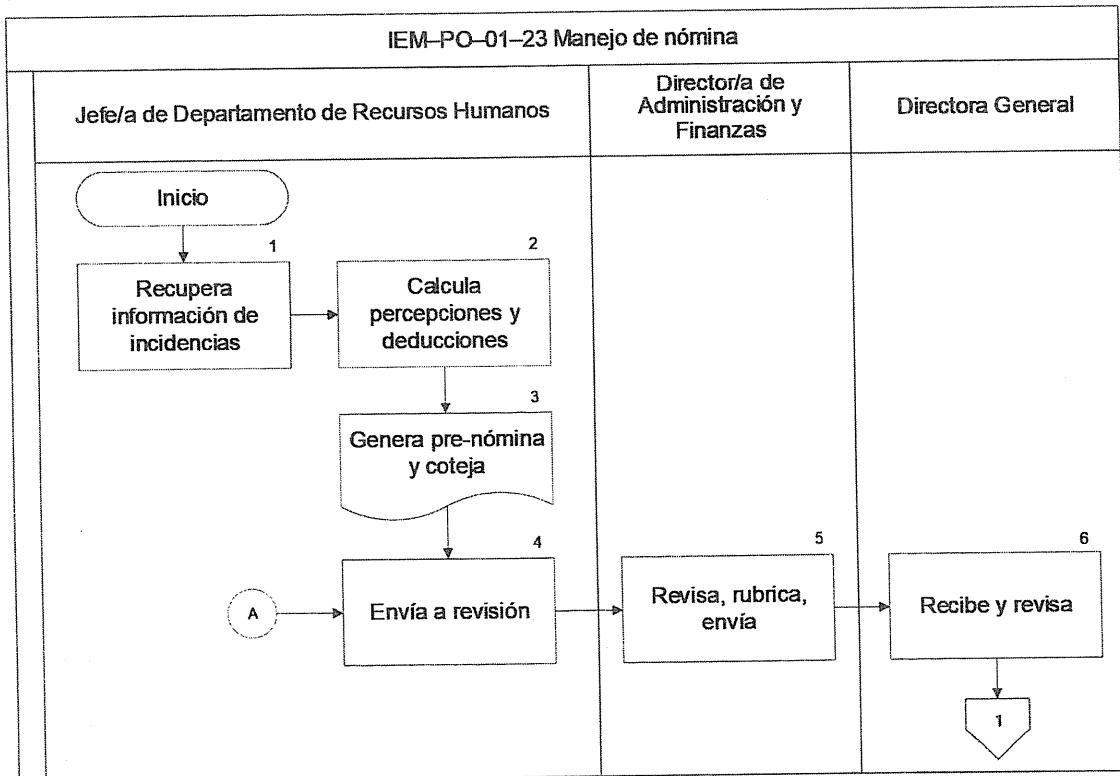 IEM–PO–01–23 Manejo de nómina
Jefe/a de Departamento de Recursos Humanos
Director/a de
Administración y
Finanzas
Directora General
Inicio
1
Recupera
información de
incidencias
2
Calcula
percepciones y
deducciones
3
Genera pre-nómina
y coteja
4
A
Envía a revisión
5
Revisa, rubrica,
envía
6
Recibe y revisa
1